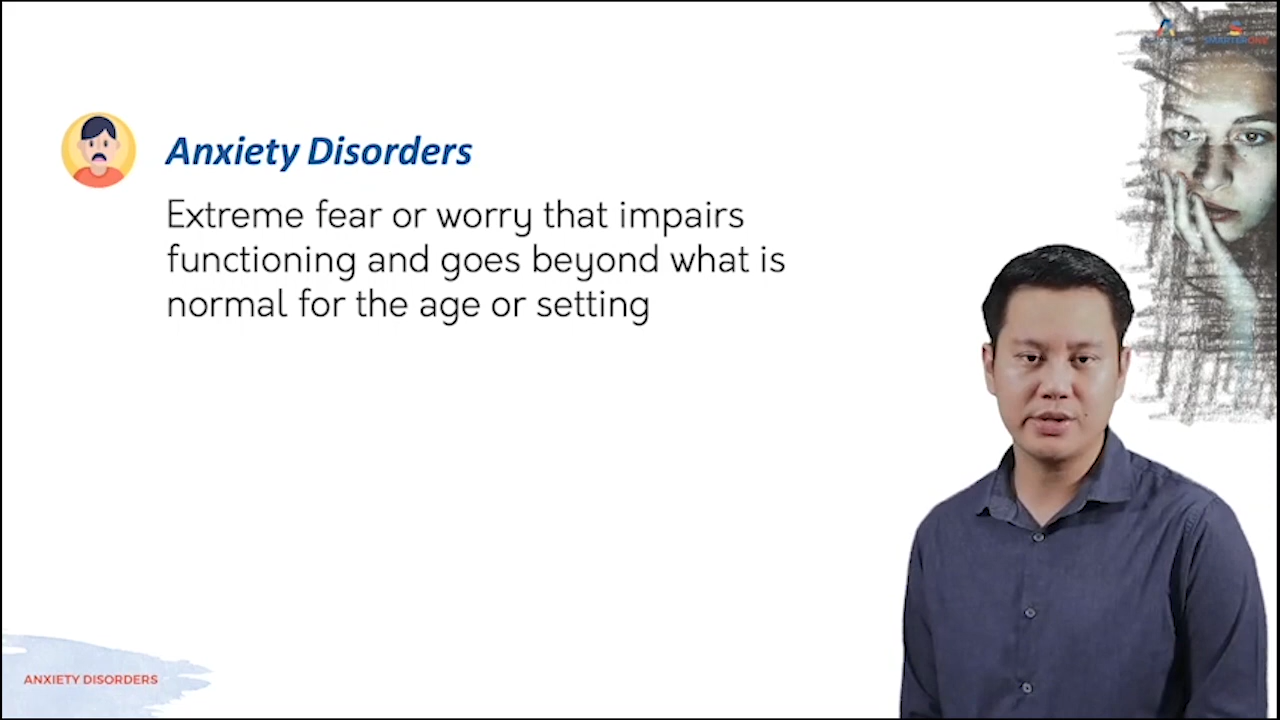 Anxiety Disorders
Extreme fear or worry that impairs
functioning and goes beyond what is
normal for the age or setting
ANXIETY DISORDERS